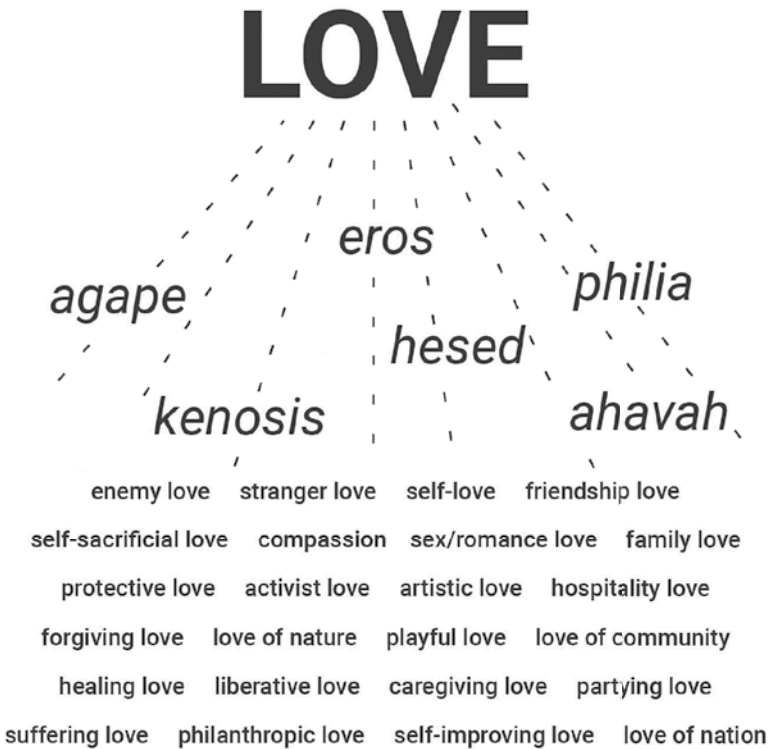 LOVE
eros
agape
philia
hesed
kenosis
ahavah
enemy love stranger love self-love friendship love
self-sacrificial love compassion sex/romance love family love
protective love activist love artistic love hospitality love
forgiving love love of nature playful love love of community
healing love liberative love caregiving love partying love
suffering love philanthropic love self-improving love love of nation